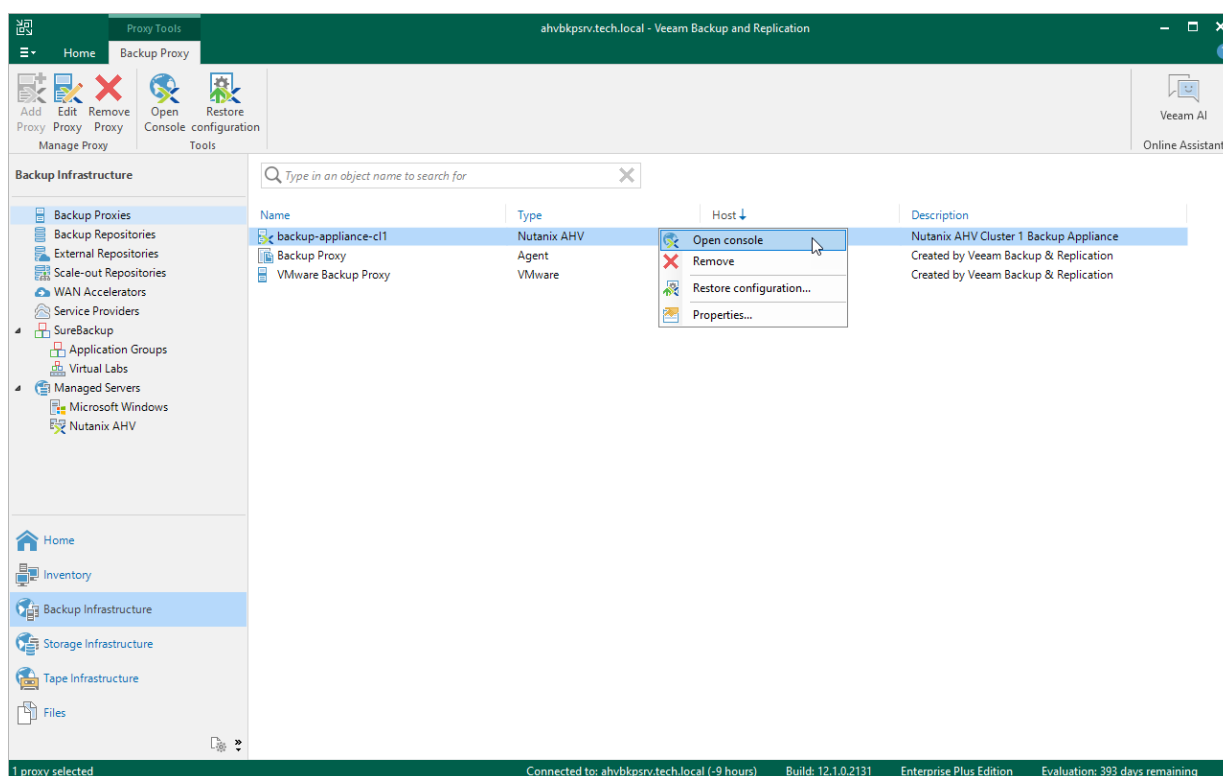 Proxy Tools
ahvbkpsrv.tech.local - Veeam Backup and Replication
Home Backup Proxy
Add Proxy
Edit Proxy
Remove Proxy
Open Console
Restore configuration
Manage Proxy
Tools
Veeam AI
Online Assistant
Backup Infrastructure
Type in an object name to search for
Backup Proxies
Backup Repositories
External Repositories
Scale-out Repositories
WAN Accelerators
Service Providers
SureBackup
Application Groups
Virtual Labs
Managed Servers
Microsoft Windows
Nutanix AHV
Name Type Host Description
backup-appliance-cl1 Nutanix AHV Nutanix AHV Cluster 1 Backup Appliance
Backup Proxy Agent Created by Veeam Backup & Replication
VMware Backup Proxy VMware Created by Veeam Backup & Replication
Open console
Remove
Restore configuration...
Properties...
Home
Inventory
Backup Infrastructure
Storage Infrastructure
Tape Infrastructure
Files
1 proxy selected
Connected to: ahvbkpsrv.tech.local (-9 hours) Build: 12.1.0.2131 Enterprise Plus Edition Evaluation: 393 days remaining